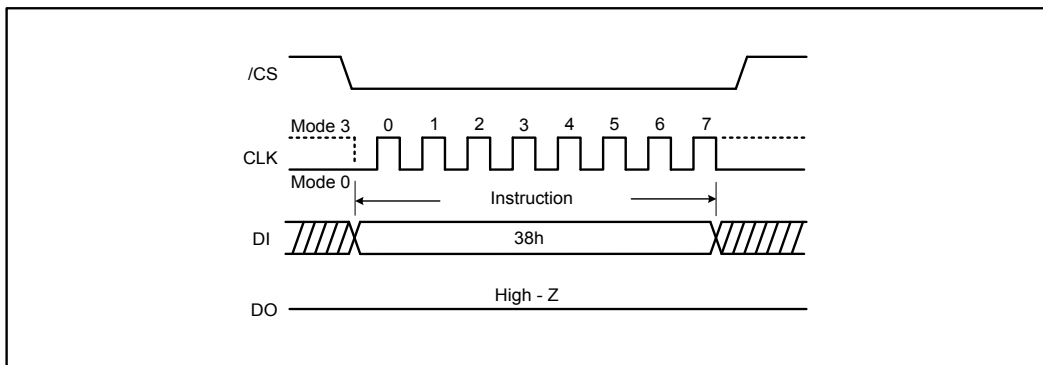 /CS
Mode 3 0 1 2 3 4 5 6 7
CLK
Mode 0
Instruction
DI 38h
High - Z
DO